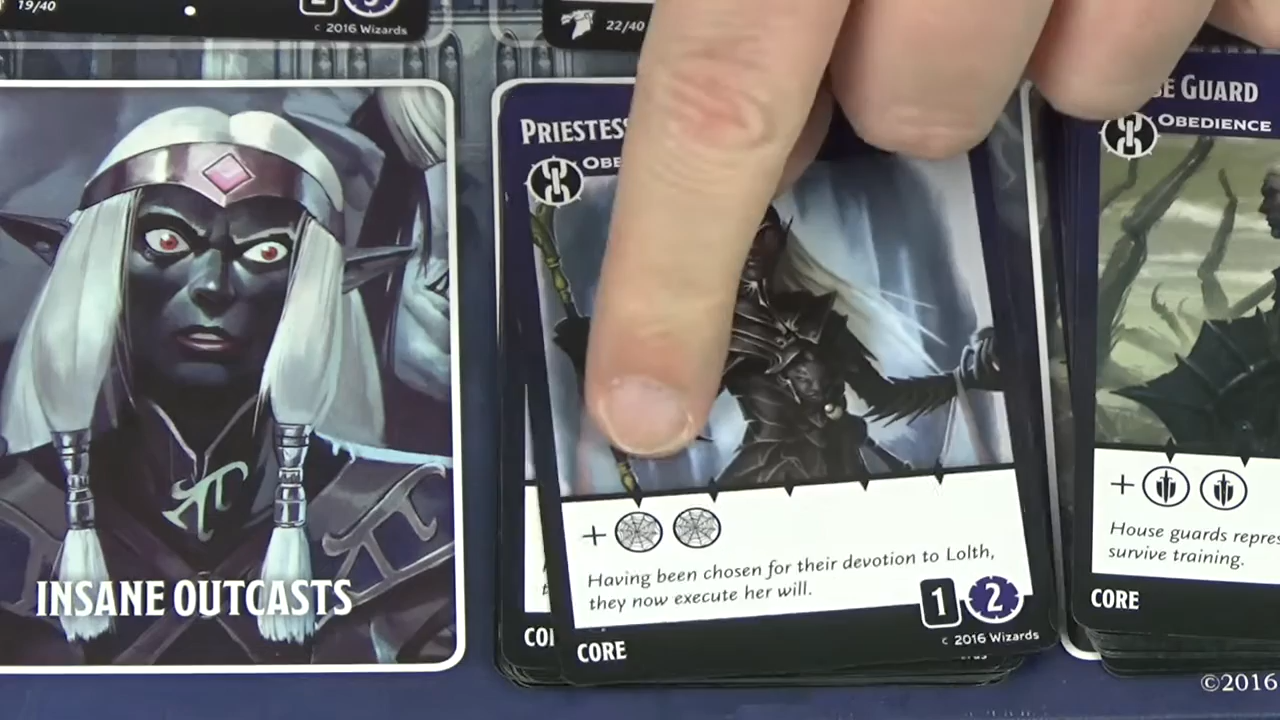 19/40
© 2016 Wizards
22/40
PRIESTESS
GUARD
OBEDIENCE
INSANE OUTCASTS
+
Having been chosen for their devotion to Lolth,
they now execute her will.
1 2
© 2016 Wizards
CORE
+
House guards
survive training.
CORE
©2016